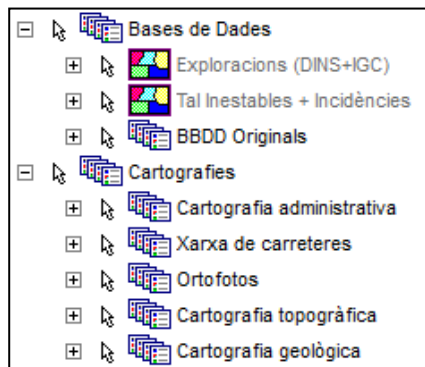 Bases de Dades
Exploracions (DINS+IGC)
Tal Inestables + Incidències
BBDD Originals
Cartografies
Cartografia administrativa
Xarxa de carreteres
Ortofotos
Cartografia topogràfica
Cartografia geològica